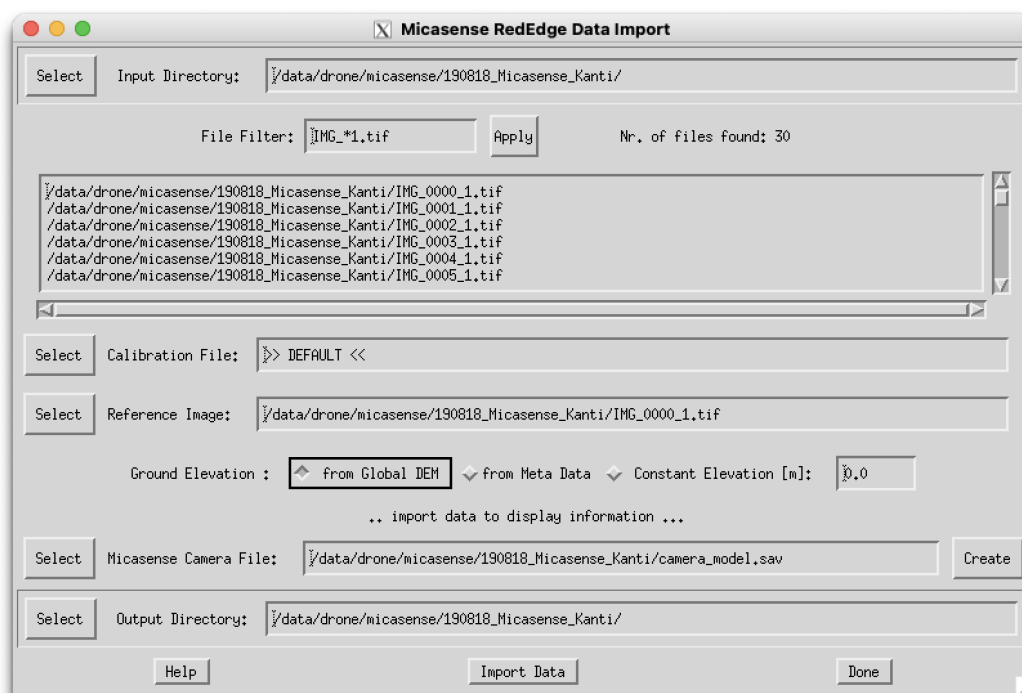 Micasense RedEdge Data Import
Select Input Directory: /data/drone/micasense/190818_Micasense_Kanti/
File Filter: IMG_*1.tif Apply Nr. of files found: 30
/data/drone/micasense/190818_Micasense_Kanti/IMG_0000_1.tif
/data/drone/micasense/190818_Micasense_Kanti/IMG_0001_1.tif
/data/drone/micasense/190818_Micasense_Kanti/IMG_0002_1.tif
/data/drone/micasense/190818_Micasense_Kanti/IMG_0003_1.tif
/data/drone/micasense/190818_Micasense_Kanti/IMG_0004_1.tif
/data/drone/micasense/190818_Micasense_Kanti/IMG_0005_1.tif
Select Calibration File: >> DEFAULT <<
Select Reference Image: /data/drone/micasense/190818_Micasense_Kanti/IMG_0000_1.tif
Ground Elevation : from Global DEM from Meta Data Constant Elevation [m]: 0.0
.. import data to display information ...
Select Micasense Camera File: /data/drone/micasense/190818_Micasense_Kanti/camera_model.sav Create
Select Output Directory: /data/drone/micasense/190818_Micasense_Kanti/
Help Import Data Done